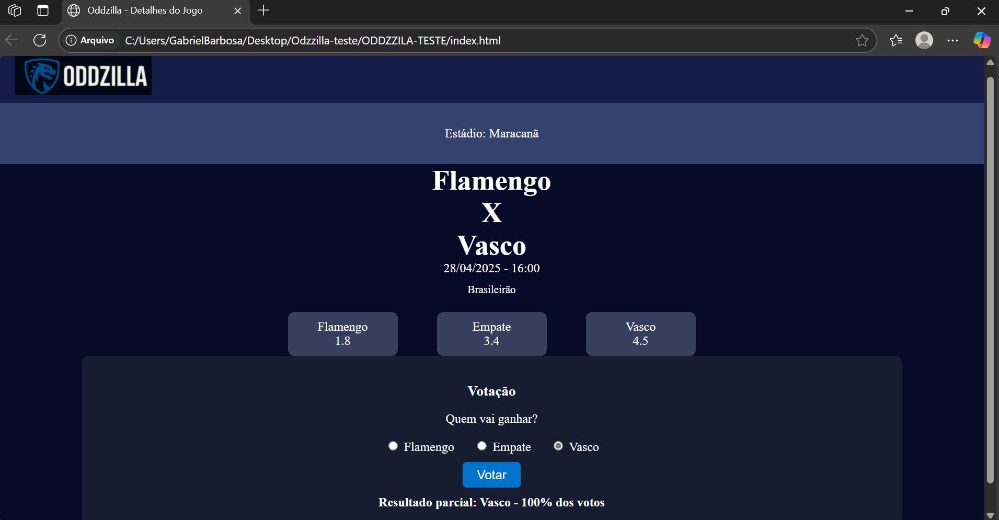 Oddzilla - Detalhes do Jogo
Arquivo C:/Users/GabrielBarbosa/Desktop/Odzzilla-teste/ODDZZILA-TESTE/index.html
ODDZILLA
Estádio: Maracanã
Flamengo
X
Vasco
28/04/2025 - 16:00
Brasileirão
Flamengo Empate Vasco
1.8 3.4 4.5
Votação
Quem vai ganhar?
Flamengo Empate Vasco
Votar
Resultado parcial: Vasco - 100% dos votos